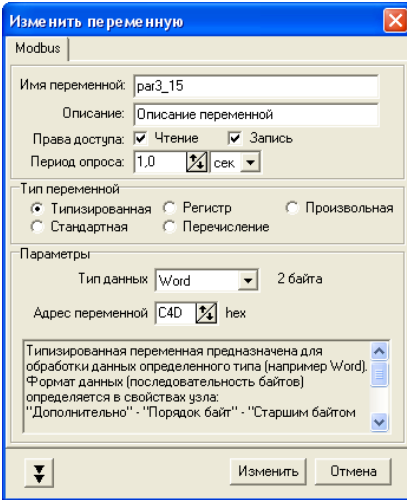 Изменить переменную
Modbus
Имя переменной: par3_15
Описание: Описание переменной
Права доступа: Чтение Запись
Период опроса: 1,0 сек
Тип переменной
Типизированная Регистр Произвольная
Стандартная Перечисление
Параметры
Тип данных Word 2 байта
Адрес переменной C4D hex
Типизированная переменная предназначена для
обработки данных определенного типа (например Word).
Формат данных (последовательность байтов)
определяется в свойствах узла:
"Дополнительно" - "Порядок байт" - "Старшим байтом
Изменить Отмена